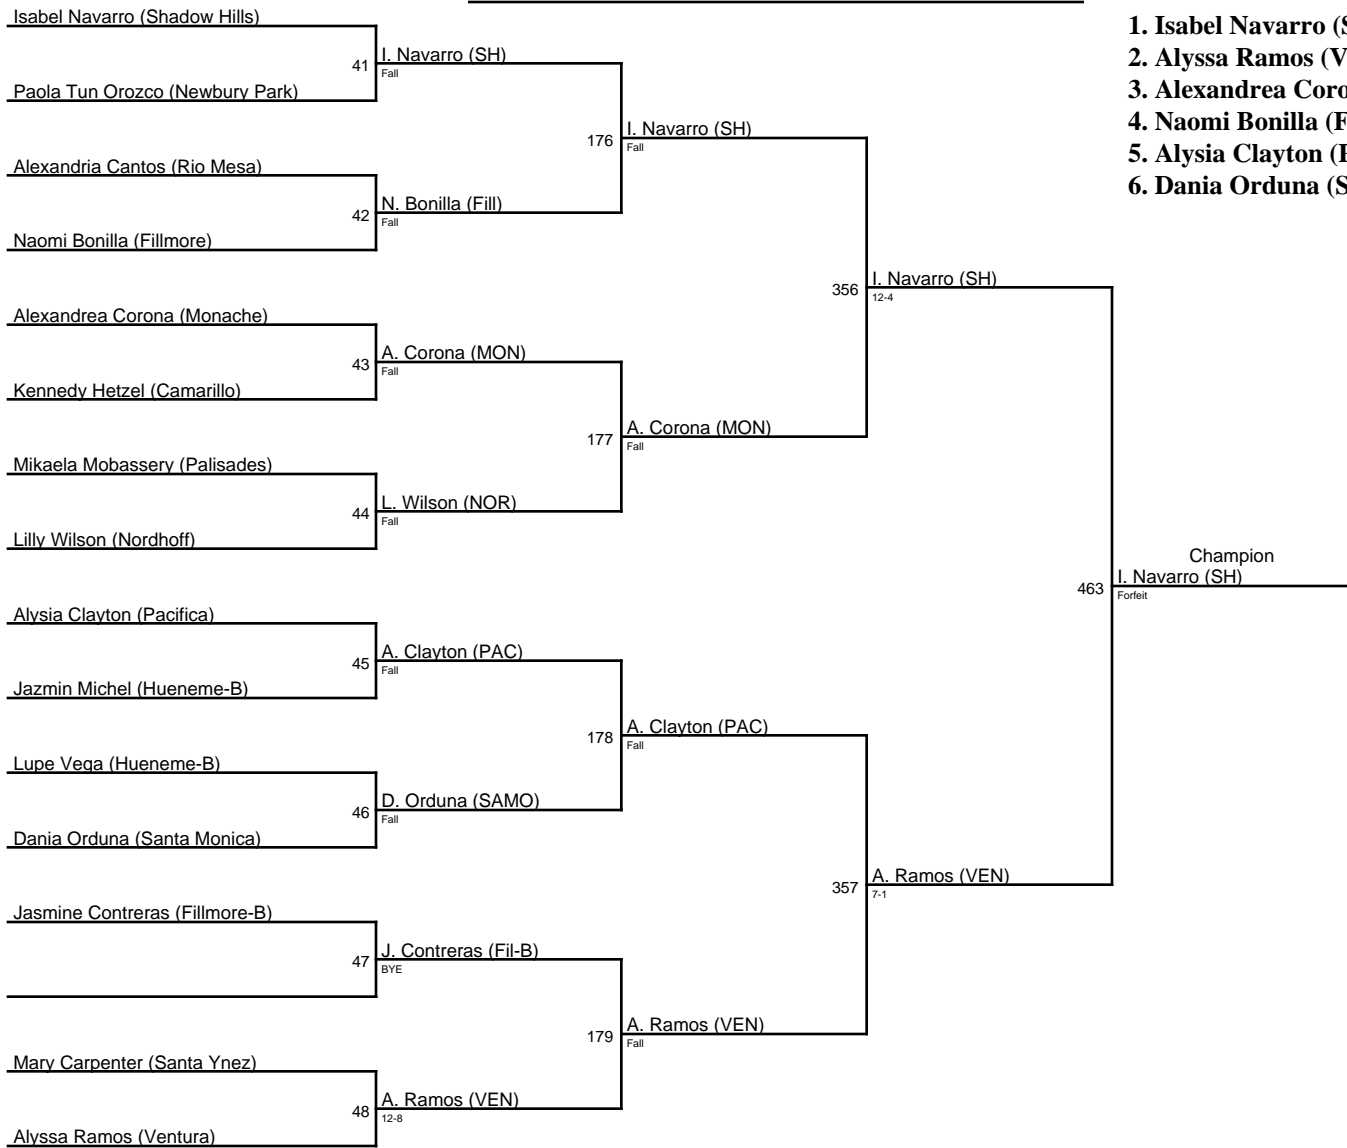 Isabel Navarro (Shadow Hills)
41
I. Navarro (SH)
Fall
Paola Tun Orozco (Newbury Park)
176
I. Navarro (SH)
Fall
Alexandria Cantos (Rio Mesa)
42
N. Bonilla (Fill)
Fall
Naomi Bonilla (Fillmore)
356
I. Navarro (SH)
12-4
Alexandrea Corona (Monache)
43
A. Corona (MON)
Fall
Kennedy Hetzel (Camarillo)
177
A. Corona (MON)
Fall
Mikaela Mobassery (Palisades)
44
L. Wilson (NOR)
Fall
Lilly Wilson (Nordhoff)
Champion
463
I. Navarro (SH)
Forfeit
Alysia Clayton (Pacifica)
45
A. Clayton (PAC)
Fall
Jazmin Michel (Hueneme-B)
178
A. Clayton (PAC)
Fall
Lupe Vega (Hueneme-B)
46
D. Orduna (SAMO)
Fall
Dania Orduna (Santa Monica)
357
A. Ramos (VEN)
7-1
Jasmine Contreras (Fillmore-B)
47
J. Contreras (Fil-B)
BYE
179
A. Ramos (VEN)
Fall
Mary Carpenter (Santa Ynez)
48
A. Ramos (VEN)
12-8
Alyssa Ramos (Ventura)
1. Isabel Navarro (
2. Alyssa Ramos (V
3. Alexandrea Coro
4. Naomi Bonilla (F
5. Alysia Clayton (
6. Dania Orduna (S